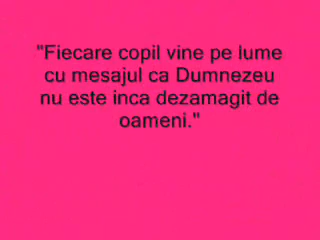 "Fiecare copil vine pe lume
cu mesajul ca Dumnezeu
nu este inca dezamagit de
oameni."